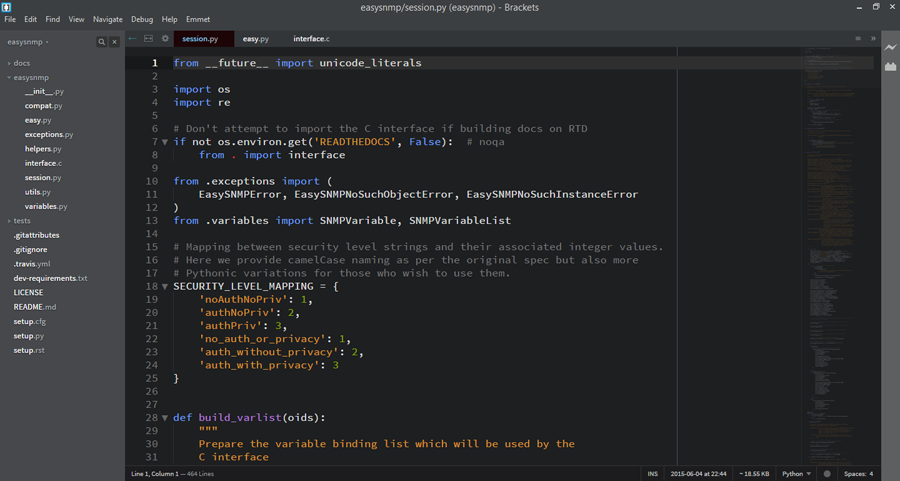 easysnmp/session.py (easysnmp) - Brackets
File Edit Find View Navigate Debug Help Emmet
easysnmp
session.py easy.py interface.c
docs
easysnmp
__init__.py
compat.py
easy.py
exceptions.py
helpers.py
interface.c
session.py
utils.py
variables.py
tests
.gitattributes
.gitignore
.travis.yml
dev-requirements.txt
LICENSE
README.md
setup.cfg
setup.py
setup.rst
1 from __future__ import unicode_literals
2
3 import os
4 import re
5
6 # Don't attempt to import the C interface if building docs on RTD
7 if not os.environ.get('READTHEDOCS', False):  # noqa
8     from . import interface
9
10 from .exceptions import (
11     EasySNMPError, EasySNMPNoSuchObjectError, EasySNMPNoSuchInstanceError
12 )
13 from .variables import SNMPVariable, SNMPVariableList
14
15 # Mapping between security level strings and their associated integer values.
16 # Here we provide camelCase naming as per the original spec but also more
17 # Pythonic variations for those who wish to use them.
18 SECURITY_LEVEL_MAPPING = {
19     'noAuthNoPriv': 1,
20     'authNoPriv': 2,
21     'authPriv': 3,
22     'no_auth_or_privacy': 1,
23     'auth_without_privacy': 2,
24     'auth_with_privacy': 3
25 }
26
27
28 def build_varlist(oids):
29     """
30     Prepare the variable binding list which will be used by the
31     C interface
Line 1, Column 1 — 464 Lines
INS 2015-06-04 at 22:44 ~ 18.55 KB Python Spaces: 4